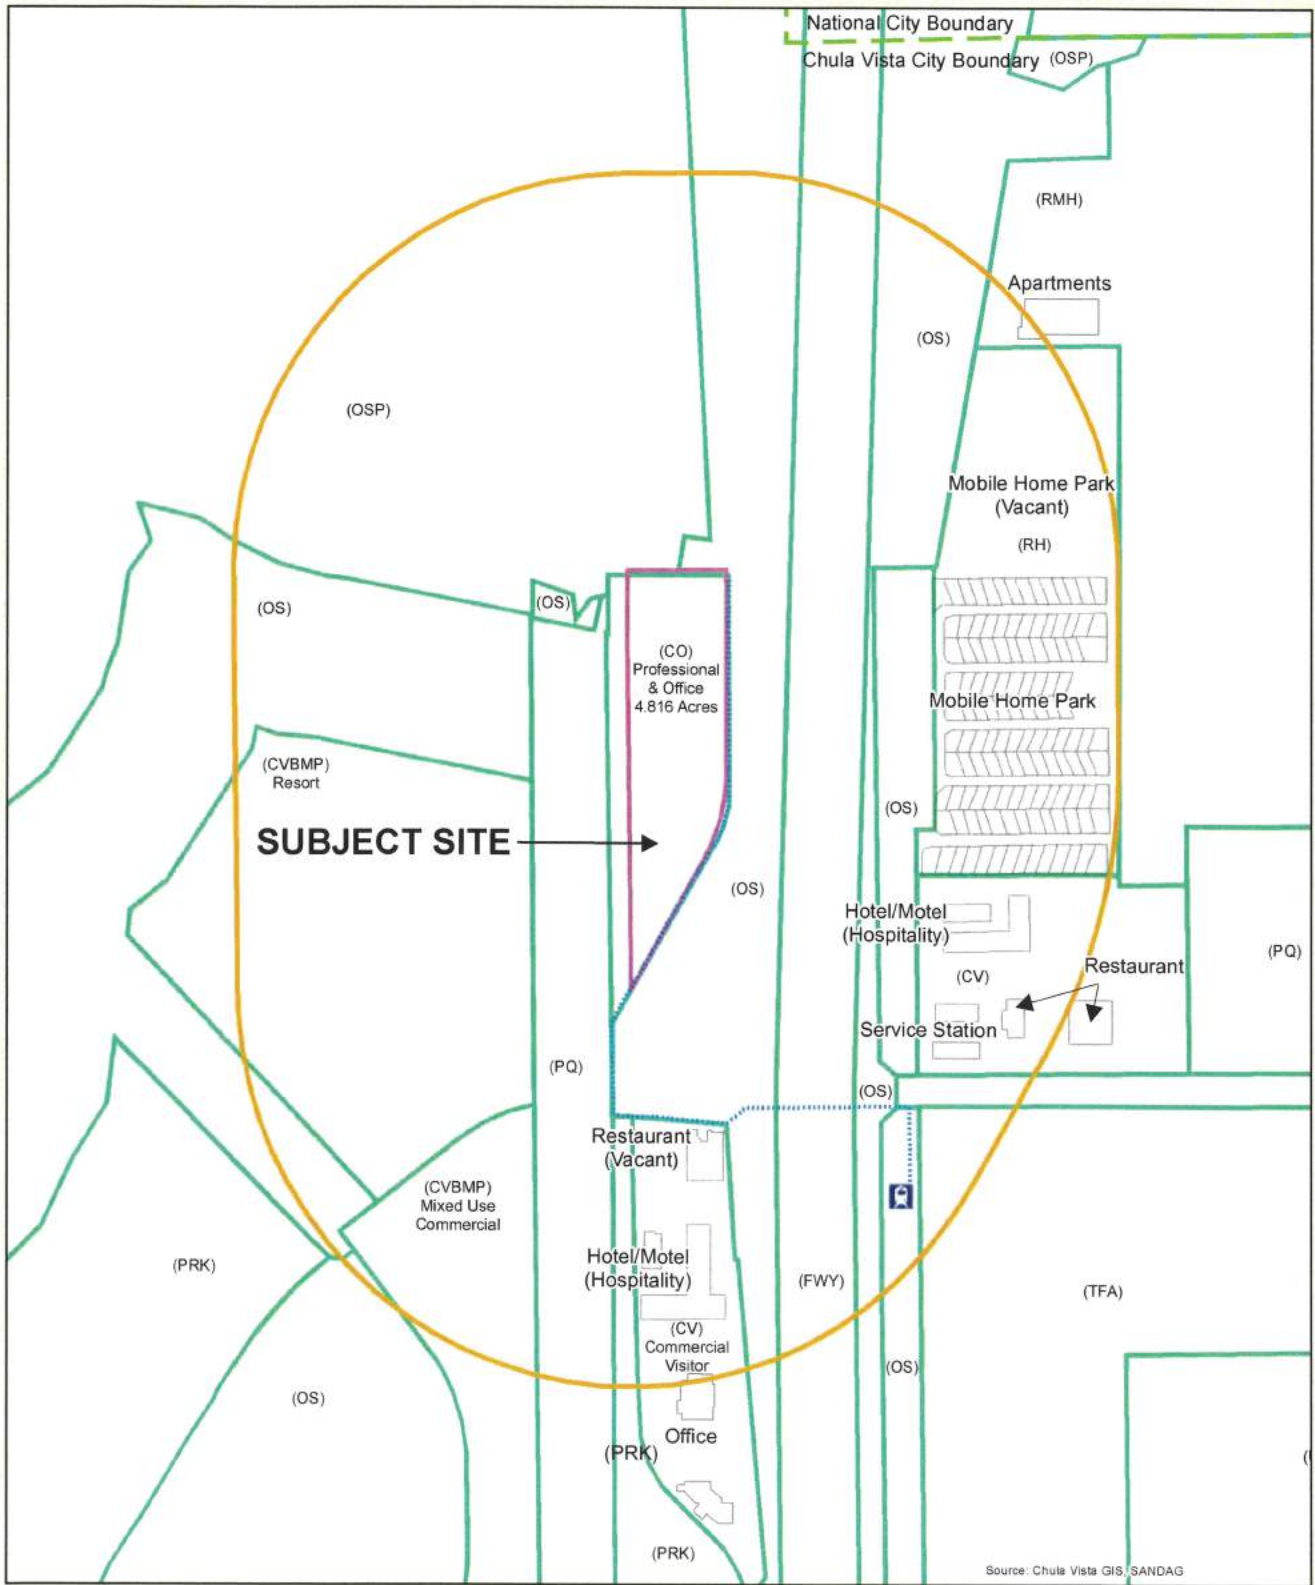 National City Boundary
Chula Vista City Boundary
(OSP)
(RMH)
Apartments
(OS)
(OSP)
Mobile Home Park
(Vacant)
(RH)
(OS)
(OS)
(CO)
Professional
& Office
4.816 Acres
Mobile Home Park
(CVBMP)
Resort
(OS)
SUBJECT SITE
(OS)
Hotel/Motel
(Hospitality)
(CV)
Restaurant
(PQ)
Service Station
(PQ)
(OS)
Restaurant
(Vacant)
(CVBMP)
Mixed Use
Commercial
(PRK)
Hotel/Motel
(Hospitality)
(FWY)
(TFA)
(CV)
Commercial
Visitor
(OS)
(OS)
Office
(PRK)
(PRK)
Source: Chula Vista GIS, SANDAG